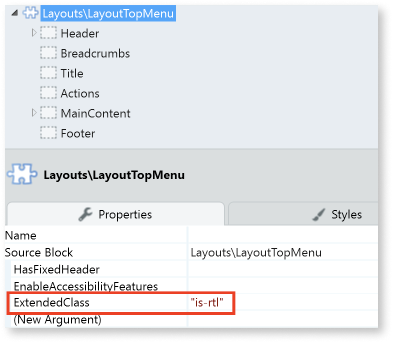 Layouts\LayoutTopMenu
Header
Breadcrumbs
Title
Actions
MainContent
Footer
Layouts\LayoutTopMenu
Properties
Styles
Name
Source Block Layouts\LayoutTopMenu
HasFixedHeader
EnableAccessibilityFeatures
ExtendedClass "is-rtl"
(New Argument)